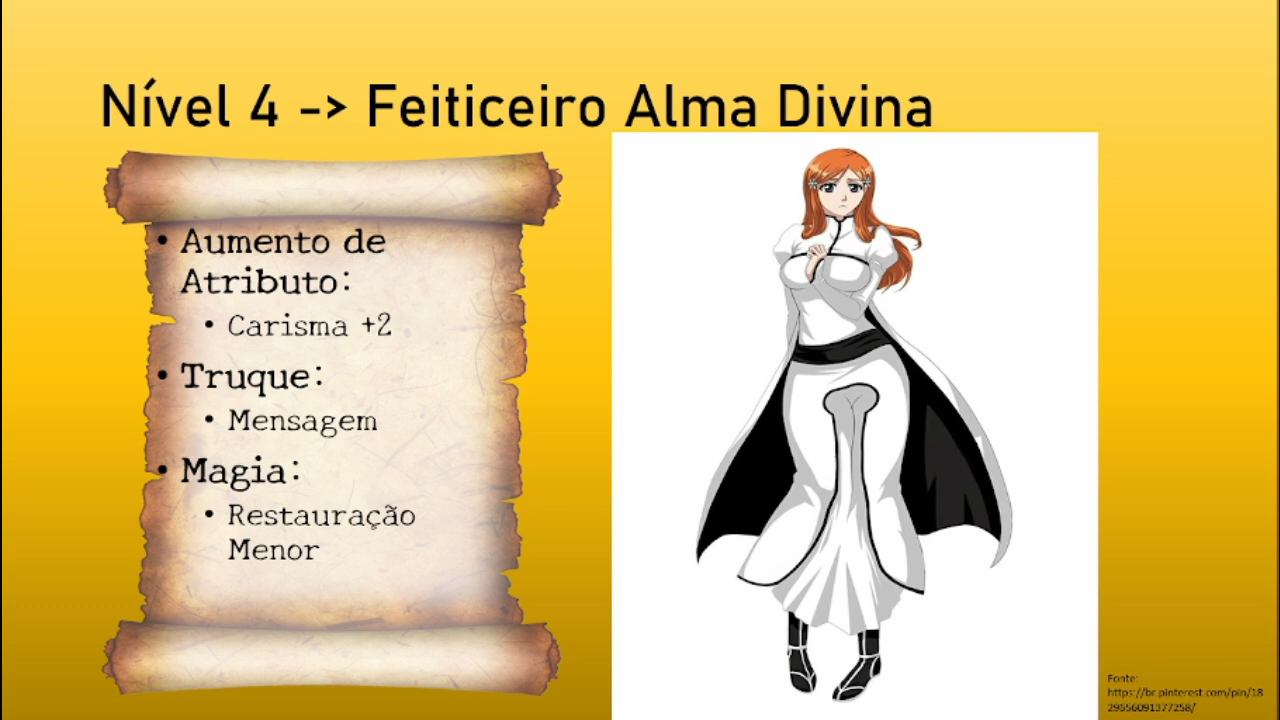 Nível 4 -> Feiticeiro Alma Divina
• Aumento de
Atributo:
• Carisma +2
• Truque:
• Mensagem
• Magia:
• Restauração
Menor
Fonte:
https://br.pinterest.com/pin/18
29656091377258/